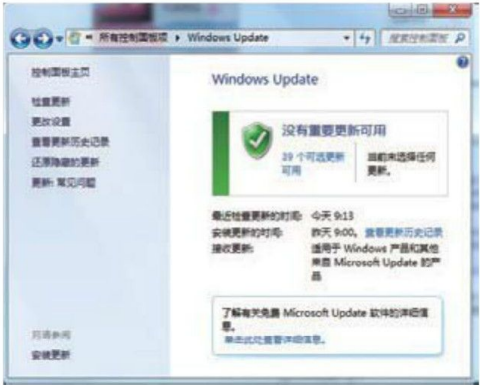 所有控制面板项 ▸ Windows Update
搜索控制面板
控制面板主页
检查更新
更改设置
查看更新历史记录
还原隐藏的更新
更新: 常见问题
另请参阅
安装更新
Windows Update
没有重要更新可用
39 个可选更新
可用
当前未选择任何
更新。
最近检查更新的时间: 今天 9:13
安装更新的时间: 昨天 9:00。 查看更新历史记录
接收更新: 适用于 Windows 产品和其他
来自 Microsoft Update 的产
品
了解有关免费 Microsoft Update 软件的详细信
息。
单击此处查看详细信息。